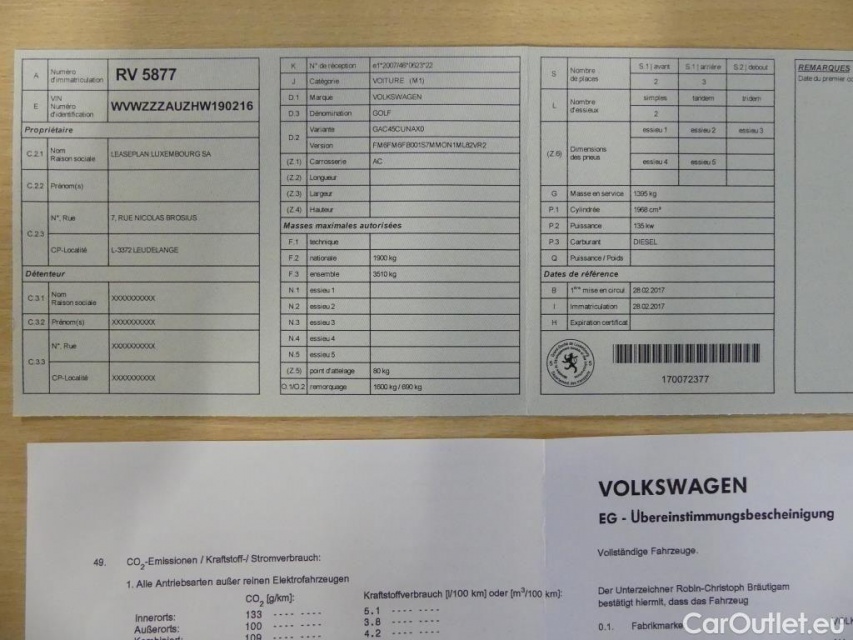 A Numéro d'immatriculation RV 5877
E VIN Numéro d'identification WVWZZZAUZHW190216
Propriétaire
C.2.1 Nom Raison sociale LEASEPLAN LUXEMBOURG SA
C.2.2 Prénom(s)
C.2.3 N°, Rue 7, RUE NICOLAS BROSIUS
CP-Localité L-3372 LEUDELANGE
Détenteur
C.3.1 Nom Raison sociale XXXXXXXXXX
C.3.2 Prénom(s) XXXXXXXXXX
C.3.3 N°, Rue XXXXXXXXXX
CP-Localité XXXXXXXXXX
K N° de réception e1*2007/46*0623*22
J Catégorie VOITURE (M1)
D.1 Marque VOLKSWAGEN
D.3 Dénomination GOLF
D.2 Variante
Version
(Z.1) Carrosserie AC
(Z.2) Longueur
(Z.3) Largeur
(Z.4) Hauteur
Masses maximales autorisées
F.1 technique
F.2 nationale 1900 kg
F.3 ensemble 3510 kg
N.1 essieu 1
N.2 essieu 2
N.3 essieu 3
N.4 essieu 4
N.5 essieu 5
(Z.5) point d'attelage 80 kg
O.1/O.2 remorquage 1600 kg / 690 kg
S Nombre de places S.1 | avant S.1 | arrière S.2 | debout
2 3
L Nombre d'essieux simples tandem tridem
2
(Z.6) Dimensions des pneus essieu 1 essieu 2 essieu 3
essieu 4 essieu 5
G Masse en service 1395 kg
P.1 Cylindrée 1968 cm³
P.2 Puissance 135 kw
P.3 Carburant DIESEL
Q Puissance / Poids
Dates de référence
B 1ère mise en circul 28.02.2017
I Immatriculation 28.02.2017
H Expiration certificat
170072377
REMARQUES
Date du premier
49. CO2-Emissionen / Kraftstoff-/ Stromverbrauch:
1. Alle Antriebsarten außer reinen Elektrofahrzeugen
CO2 [g/km]: Kraftstoffverbrauch [l/100 km] oder [m³/100 km]:
Innerorts: 133 ---- ---- 5.1 ---- ----
Außerorts: 100 ---- ---- 3.8 ---- ----
Kombiniert: 109 ---- ---- 4.2 ---- ----
VOLKSWAGEN
EG - Übereinstimmungsbescheinigung
Vollständige Fahrzeuge.
Der Unterzeichner Robin-Christoph Bräutigam
bestätigt hiermit, dass das Fahrzeug
0.1. Fabrikmarke
CarOutlet.eu